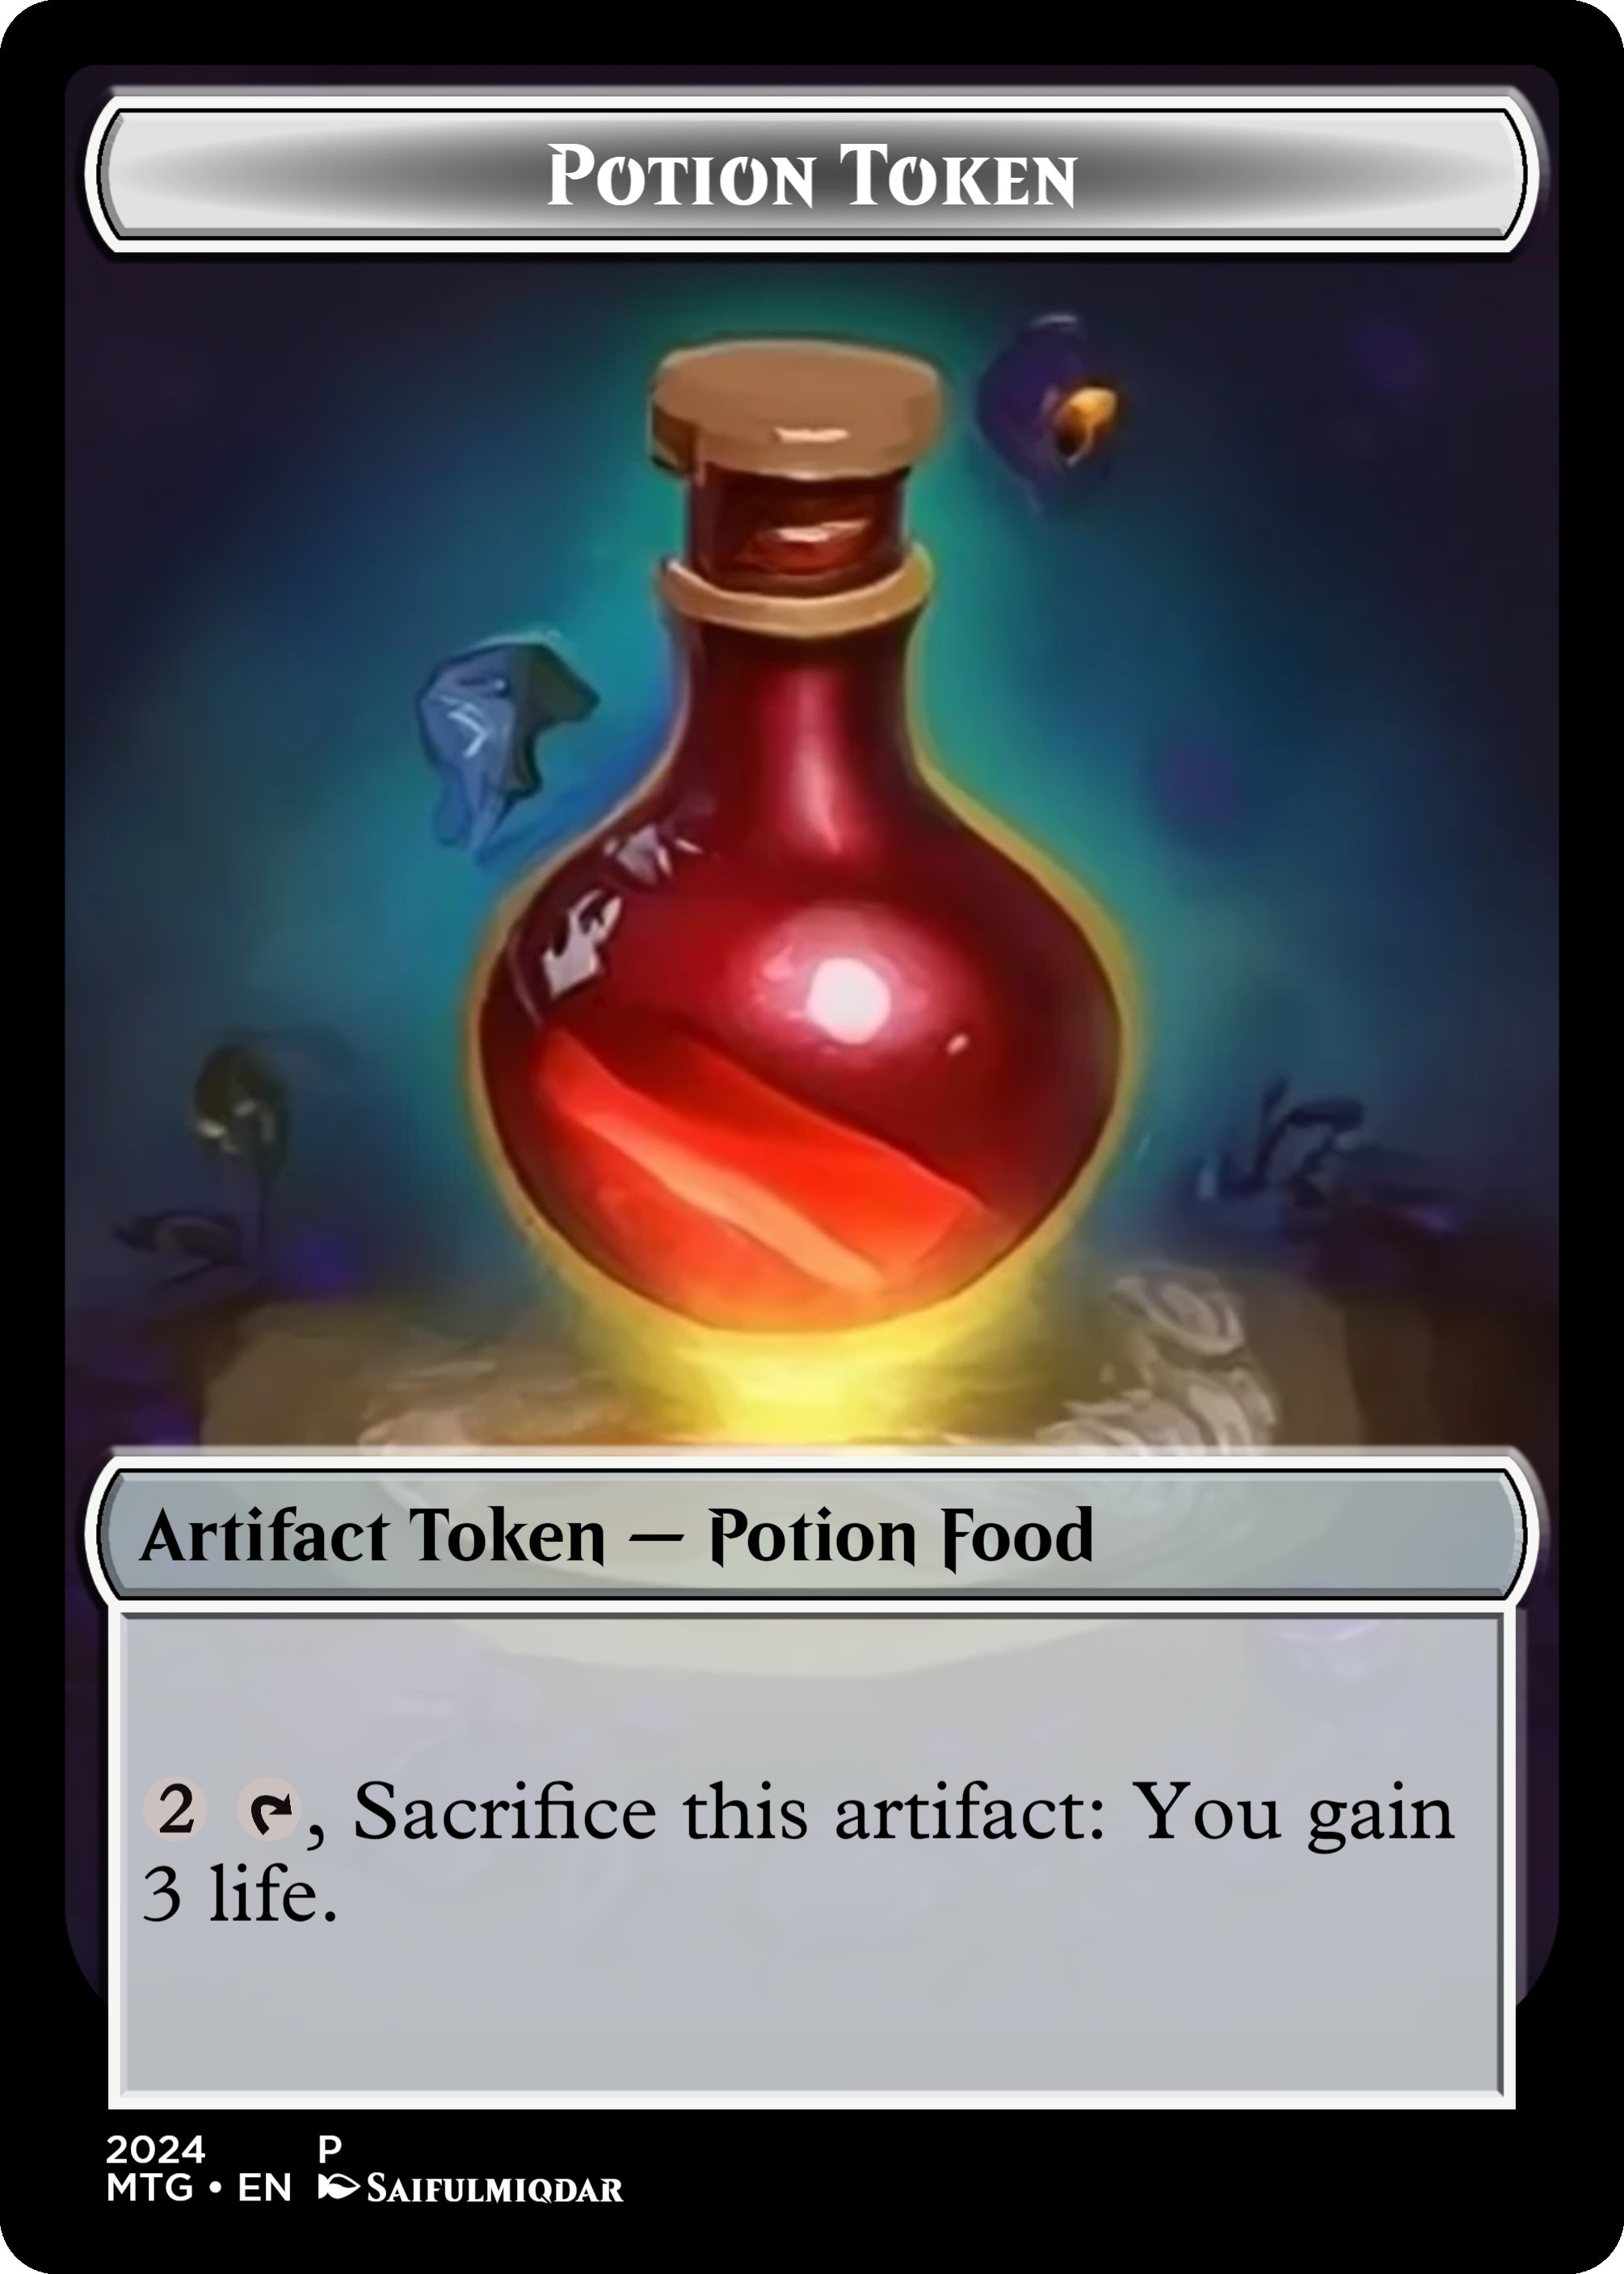 Potion Token
Artifact Token — Potion Food
2 , Sacrifice this artifact: You gain
3 life.
2024 P
MTG • EN SAIFULMIQDAR